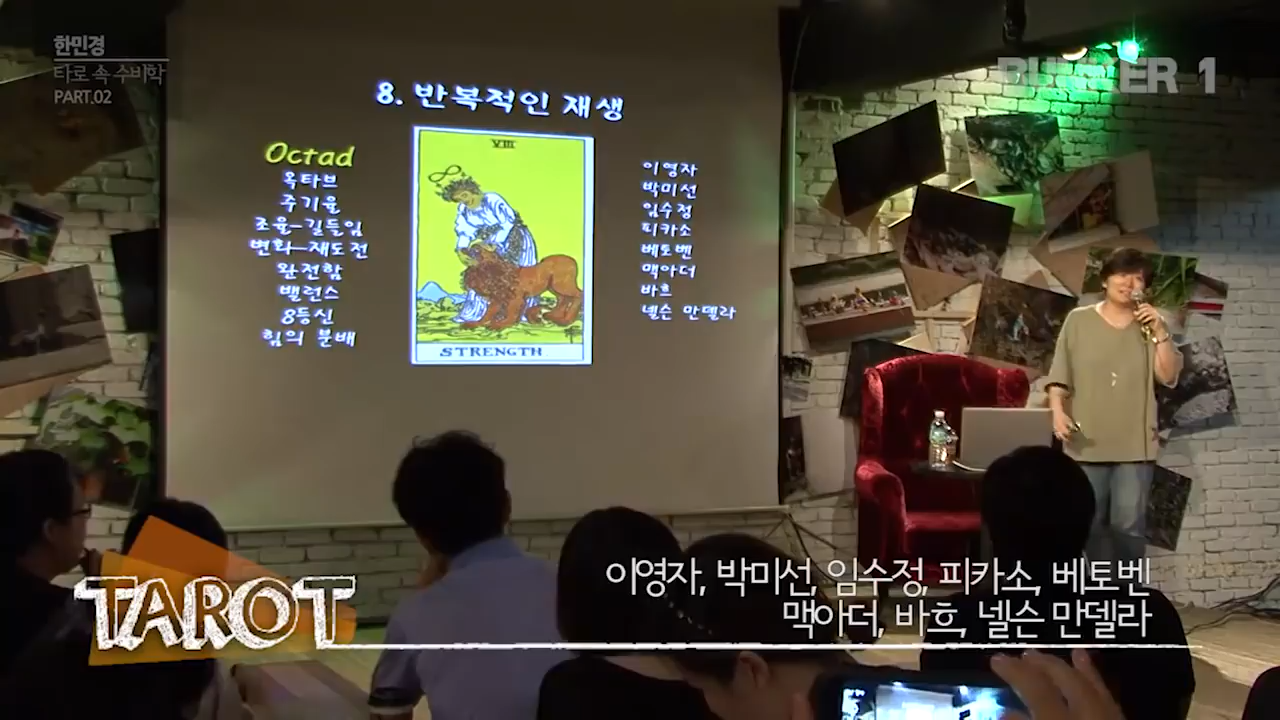 한민경
타로 속 수비학
PART.02
BUNKER 1
8. 반복적인 재생
Octad
옥타브
주기율
조율-길들임
변화-재도전
완전함
밸런스
8등신
힘의 분배
VIII
STRENGTH
이영자
박미선
임수정
피카소
베토벤
맥아더
바흐
넬슨 만델라
TAROT
이영자, 박미선, 임수정, 피카소, 베토벤
맥아더, 바흐, 넬슨 만델라